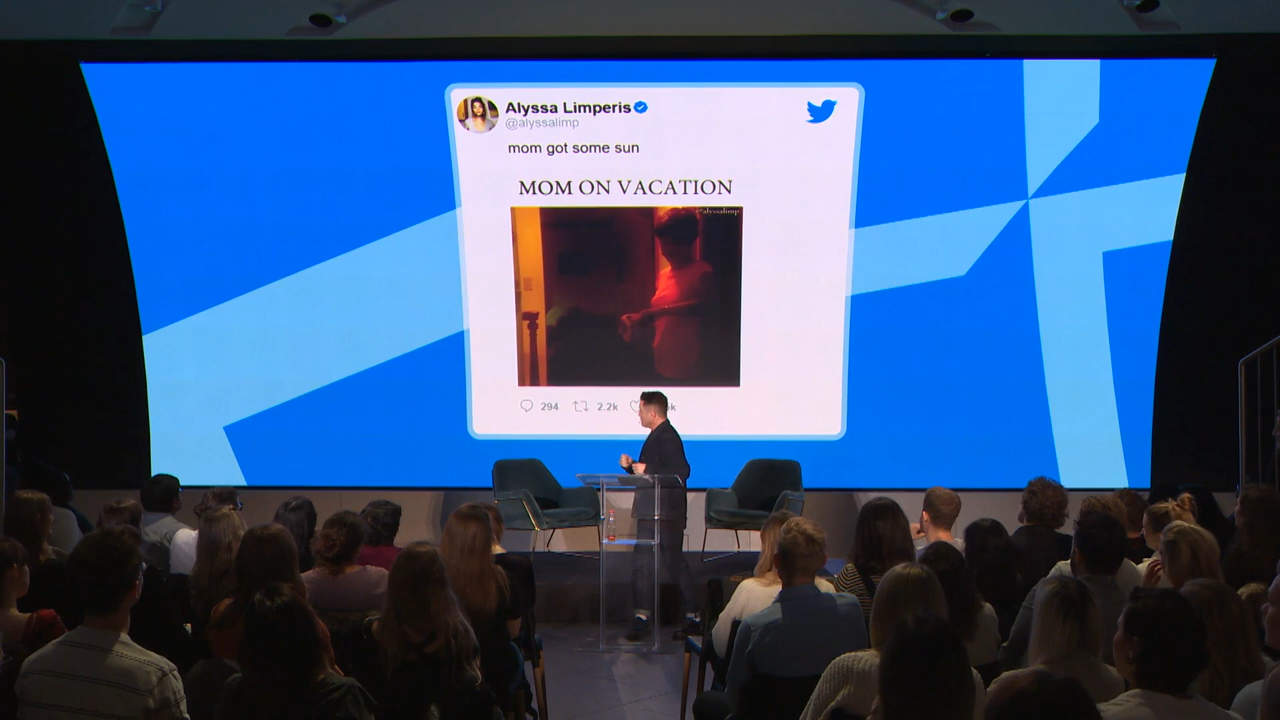 Alyssa Limperis
@alyssalimp
mom got some sun
MOM ON VACATION
@alyssalimp
294
2.2k